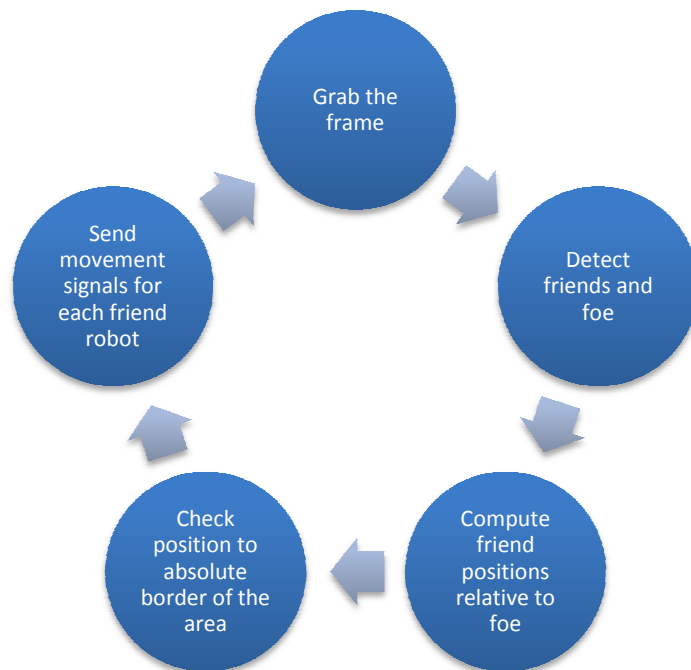 Grab the
frame
Detect
friends and
foe
Compute
friend
positions
relative to
foe
Check
position to
absolute
border of the
area
Send
movement
signals for
each friend
robot